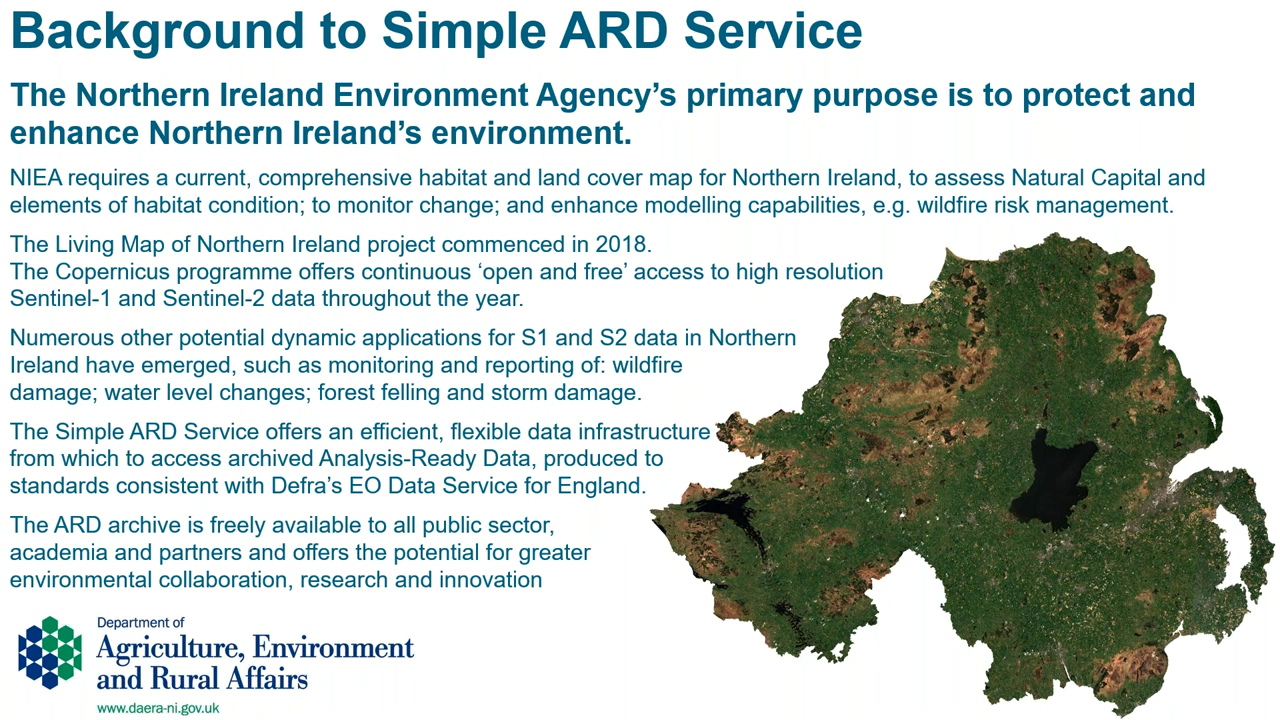 Background to Simple ARD Service
The Northern Ireland Environment Agency’s primary purpose is to protect and
enhance Northern Ireland’s environment.
NIEA requires a current, comprehensive habitat and land cover map for Northern Ireland, to assess Natural Capital and
elements of habitat condition; to monitor change; and enhance modelling capabilities, e.g. wildfire risk management.
The Living Map of Northern Ireland project commenced in 2018.
The Copernicus programme offers continuous ‘open and free’ access to high resolution
Sentinel-1 and Sentinel-2 data throughout the year.
Numerous other potential dynamic applications for S1 and S2 data in Northern
Ireland have emerged, such as monitoring and reporting of: wildfire
damage; water level changes; forest felling and storm damage.
The Simple ARD Service offers an efficient, flexible data infrastructure
from which to access archived Analysis-Ready Data, produced to
standards consistent with Defra’s EO Data Service for England.
The ARD archive is freely available to all public sector,
academia and partners and offers the potential for greater
environmental collaboration, research and innovation
Department of
Agriculture, Environment
and Rural Affairs
www.daera-ni.gov.uk